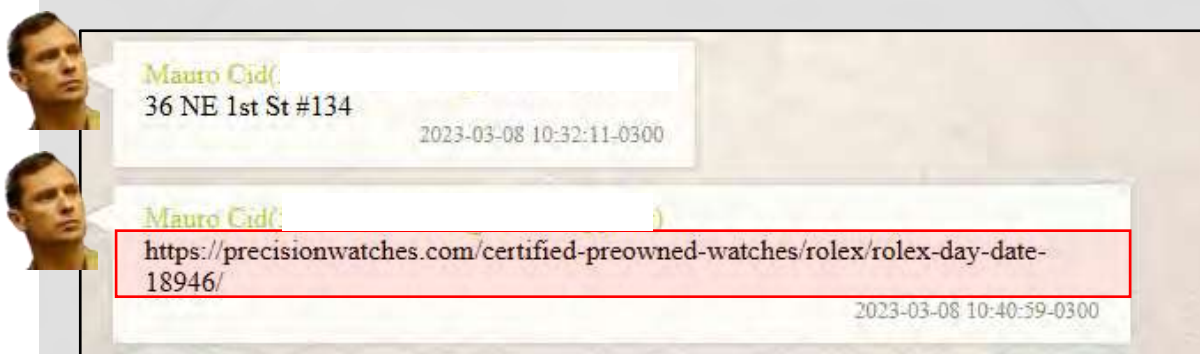 Mauro Cid(
36 NE 1st St #134
2023-03-08 10:32:11-0300
Mauro Cid( )
https://precisionwatches.com/certified-preowned-watches/rolex/rolex-day-date-
18946/
2023-03-08 10:40:59-0300